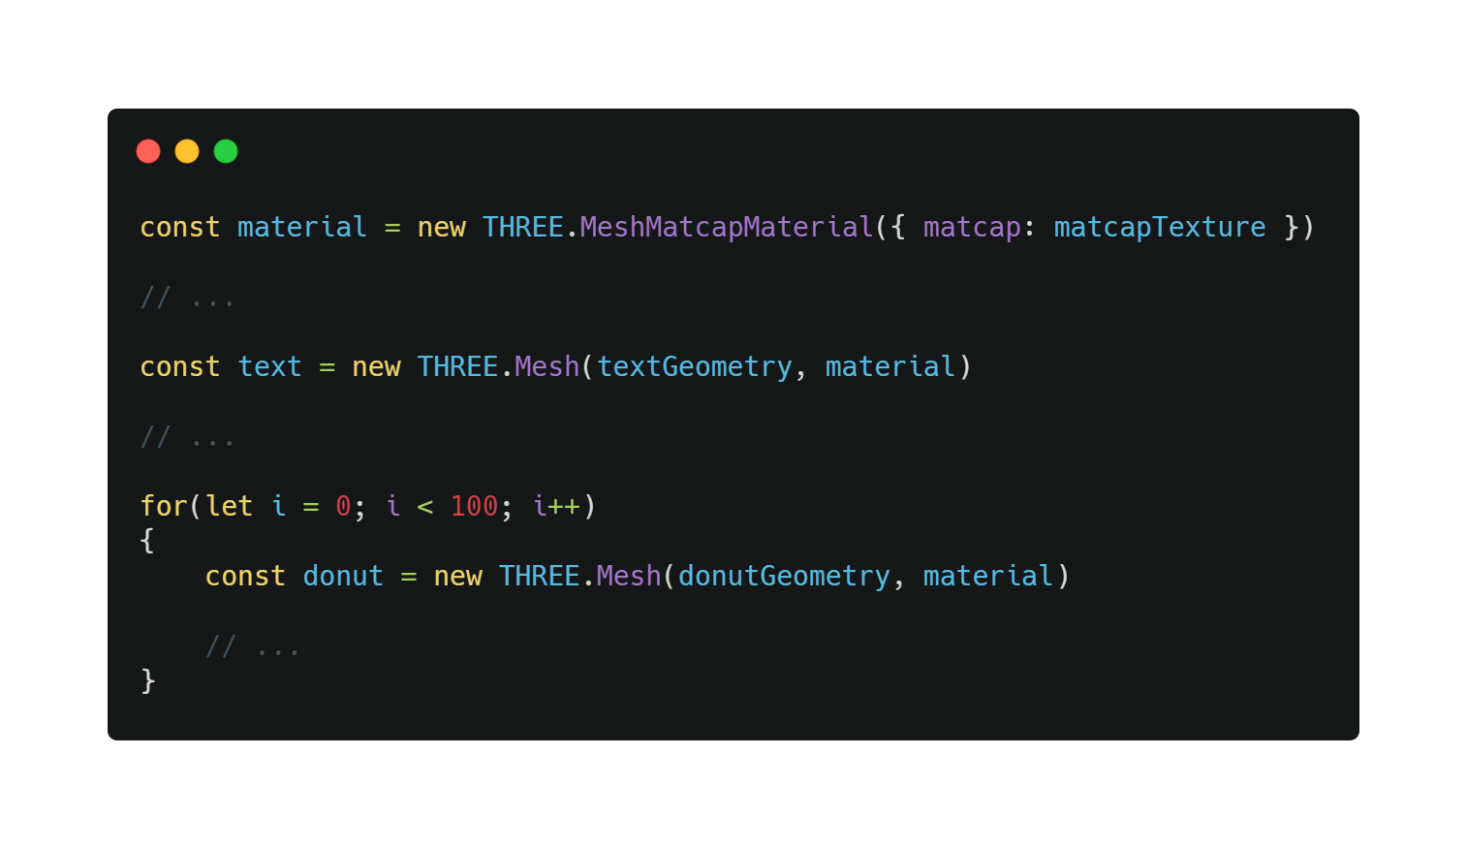 const material = new THREE.MeshMatcapMaterial({ matcap: matcapTexture })
// ...
const text = new THREE.Mesh(textGeometry, material)
// ...
for(let i = 0; i < 100; i++)
{
    const donut = new THREE.Mesh(donutGeometry, material)
    // ...
}